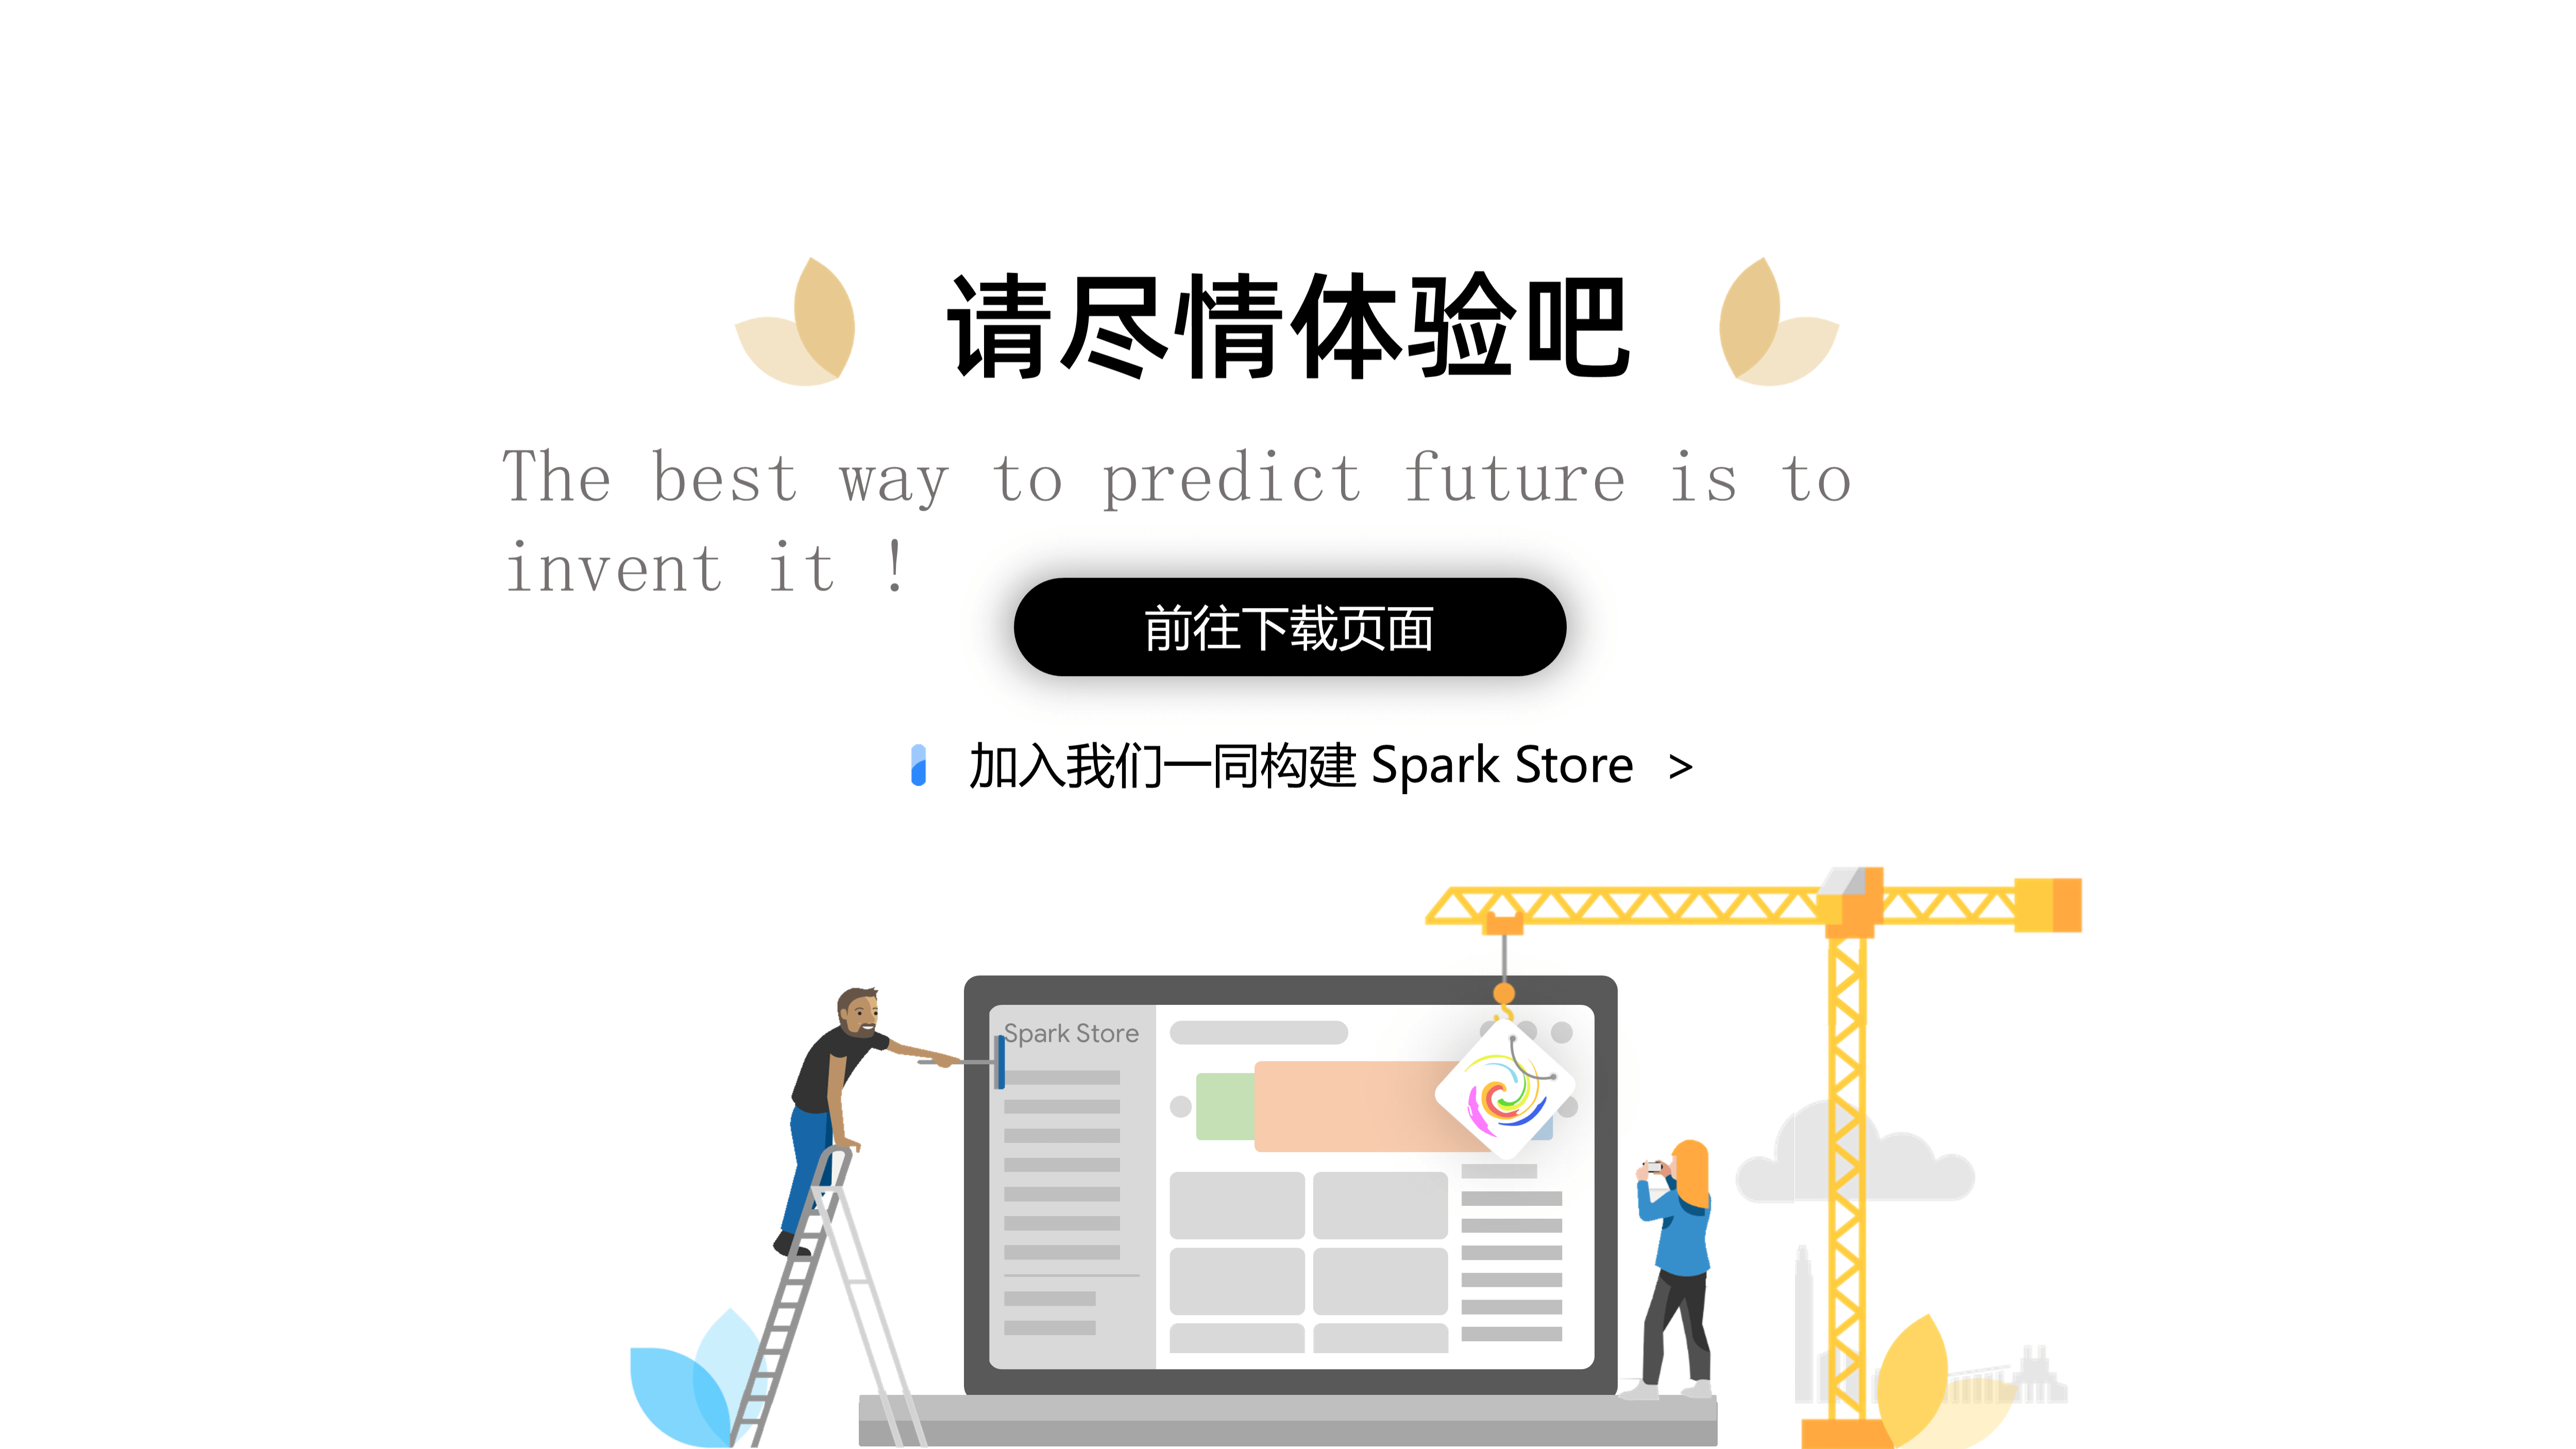 请尽情体验吧
The best way to predict future is to
invent it !
前往下载页面
加入我们一同构建 Spark Store >
Spark Store